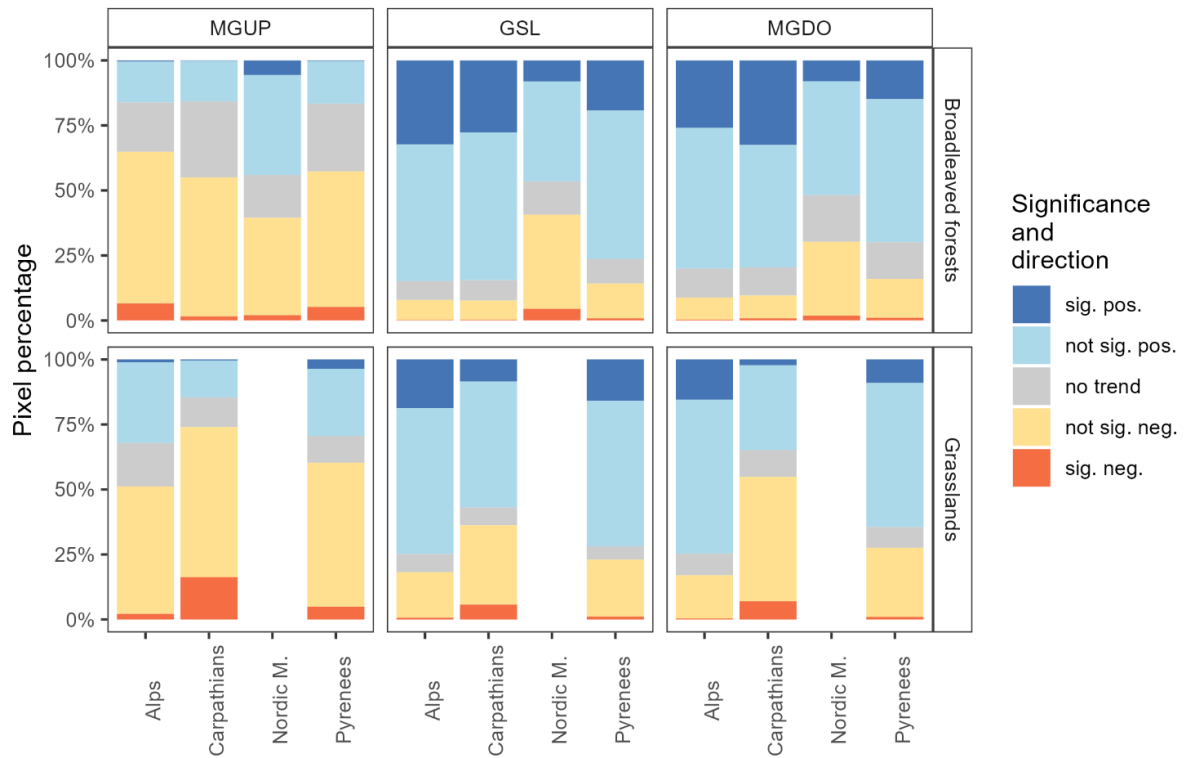 MGUP
GSL
MGDO
Pixel percentage
100%
75%
50%
25%
0%
Broadleaved forests
100%
75%
50%
25%
0%
Grasslands
Alps
Carpathians
Nordic M.
Pyrenees
Alps
Carpathians
Nordic M.
Pyrenees
Alps
Carpathians
Nordic M.
Pyrenees
Significance
and
direction
sig. pos.
not sig. pos.
no trend
not sig. neg.
sig. neg.